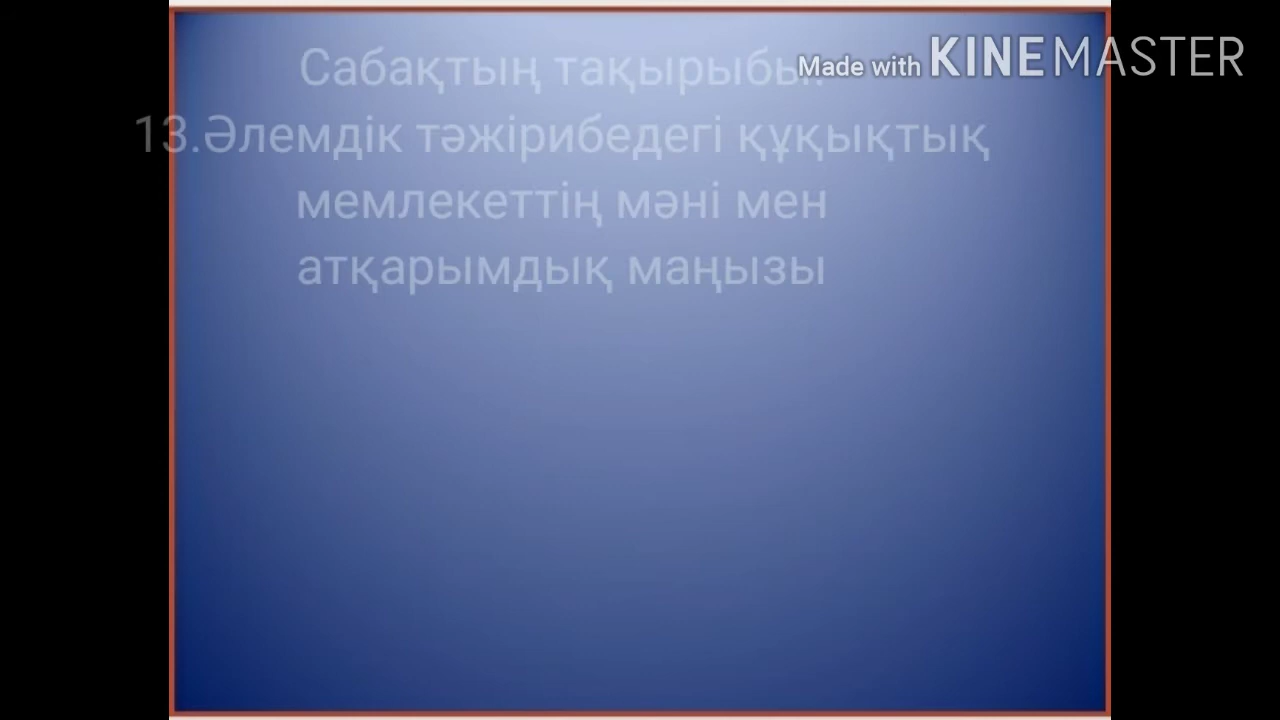 Сабақтың тақырыбы:
Made with KINEMASTER
13.Әлемдік тәжірибедегі құқықтық
мемлекеттің мәні мен
атқарымдық маңызы